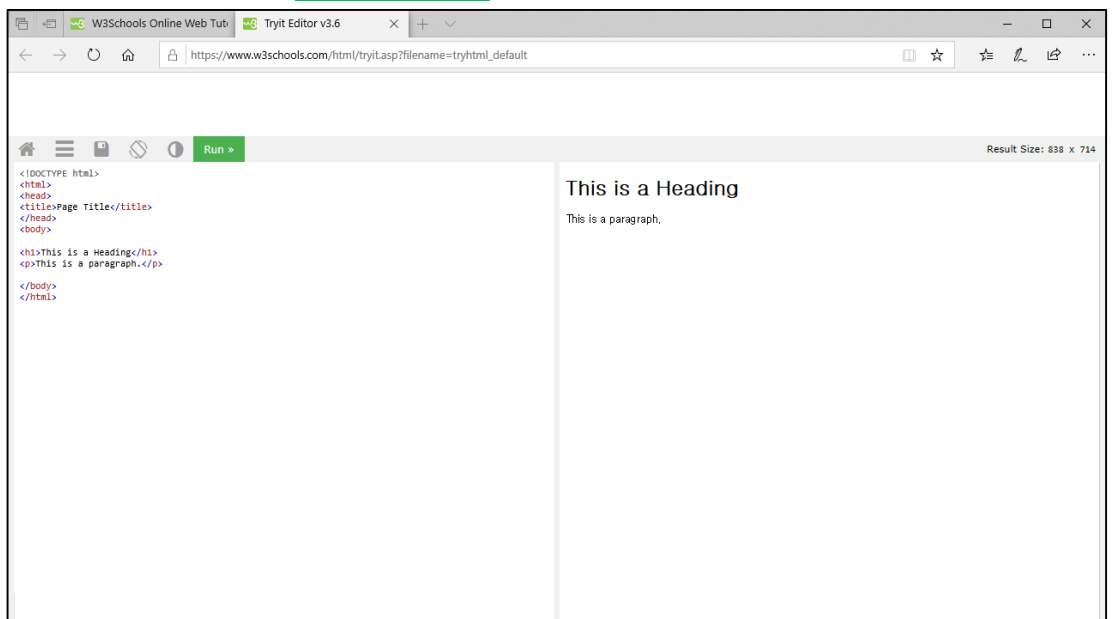 W3Schools Online Web Tuto
Tryit Editor v3.6
https://www.w3schools.com/html/tryit.asp?filename=tryhtml_default
Run »
Result Size: 838 x 714
<!DOCTYPE html>
<html>
<head>
<title>Page Title</title>
</head>
<body>
<h1>This is a Heading</h1>
<p>This is a paragraph.</p>
</body>
</html>
This is a Heading
This is a paragraph.